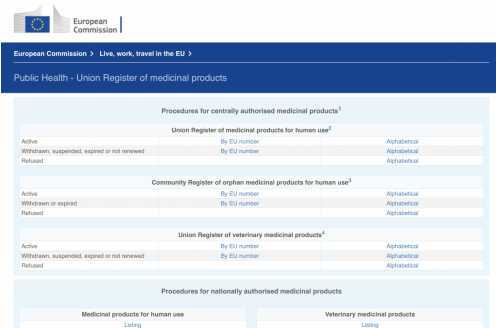 European
Commission
European Commission > Live, work, travel in the EU >
Public Health - Union Register of medicinal products
Procedures for centrally authorised medicinal products1
Union Register of medicinal products for human use2
Active By EU number Alphabetical
Withdrawn, suspended, expired or not renewed By EU number Alphabetical
Refused Alphabetical
Community Register of orphan medicinal products for human use3
Active By EU number Alphabetical
Withdrawn or expired By EU number Alphabetical
Refused Alphabetical
Union Register of veterinary medicinal products4
Active By EU number Alphabetical
Withdrawn, suspended, expired or not renewed By EU number Alphabetical
Refused Alphabetical
Procedures for nationally authorised medicinal products
Medicinal products for human use Veterinary medicinal products
Listing Listing